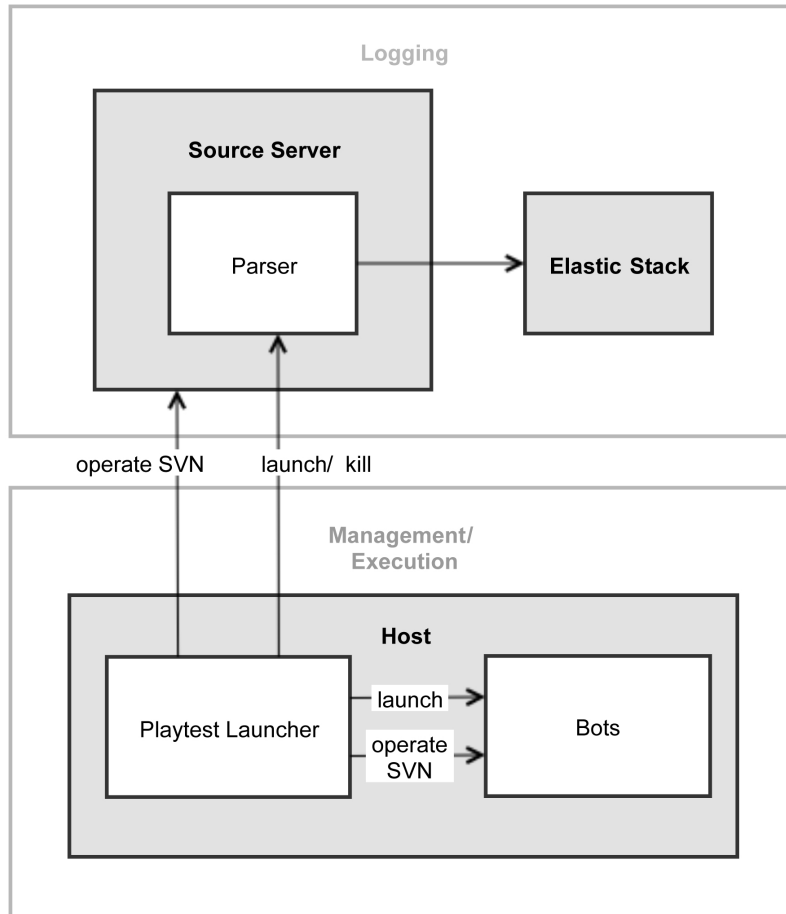 Logging
Source Server
Parser
Elastic Stack
operate SVN
launch/ kill
Management/
Execution
Host
Playtest Launcher
launch
operate
SVN
Bots